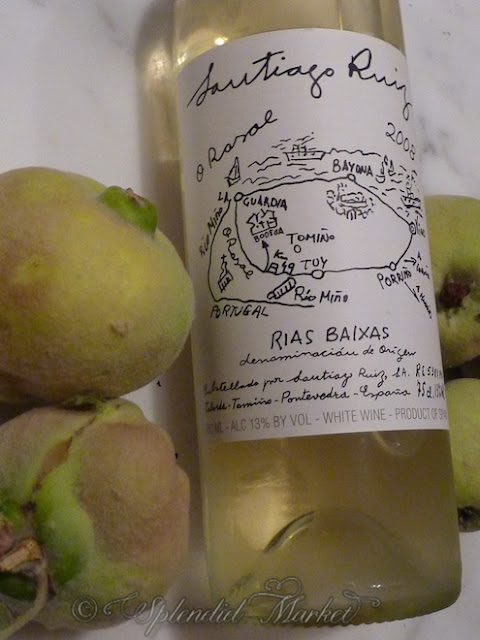 Santiago Ruiz
2008
O Rosal
BAYONA
LA GUARDIA
RÍO MIÑO
BODEGA
TOMIÑO
O Rosal
TUY
PORRIÑO
Río Miño
PORTUGAL
RIAS BAIXAS
denominación de Origen
Embotellado por Santiago Ruiz, S.A.
Tomiño - Pontevedra - España
ML - ALC 13% BY VOL - WHITE WINE - PRODUCT OF
© Splendid Market